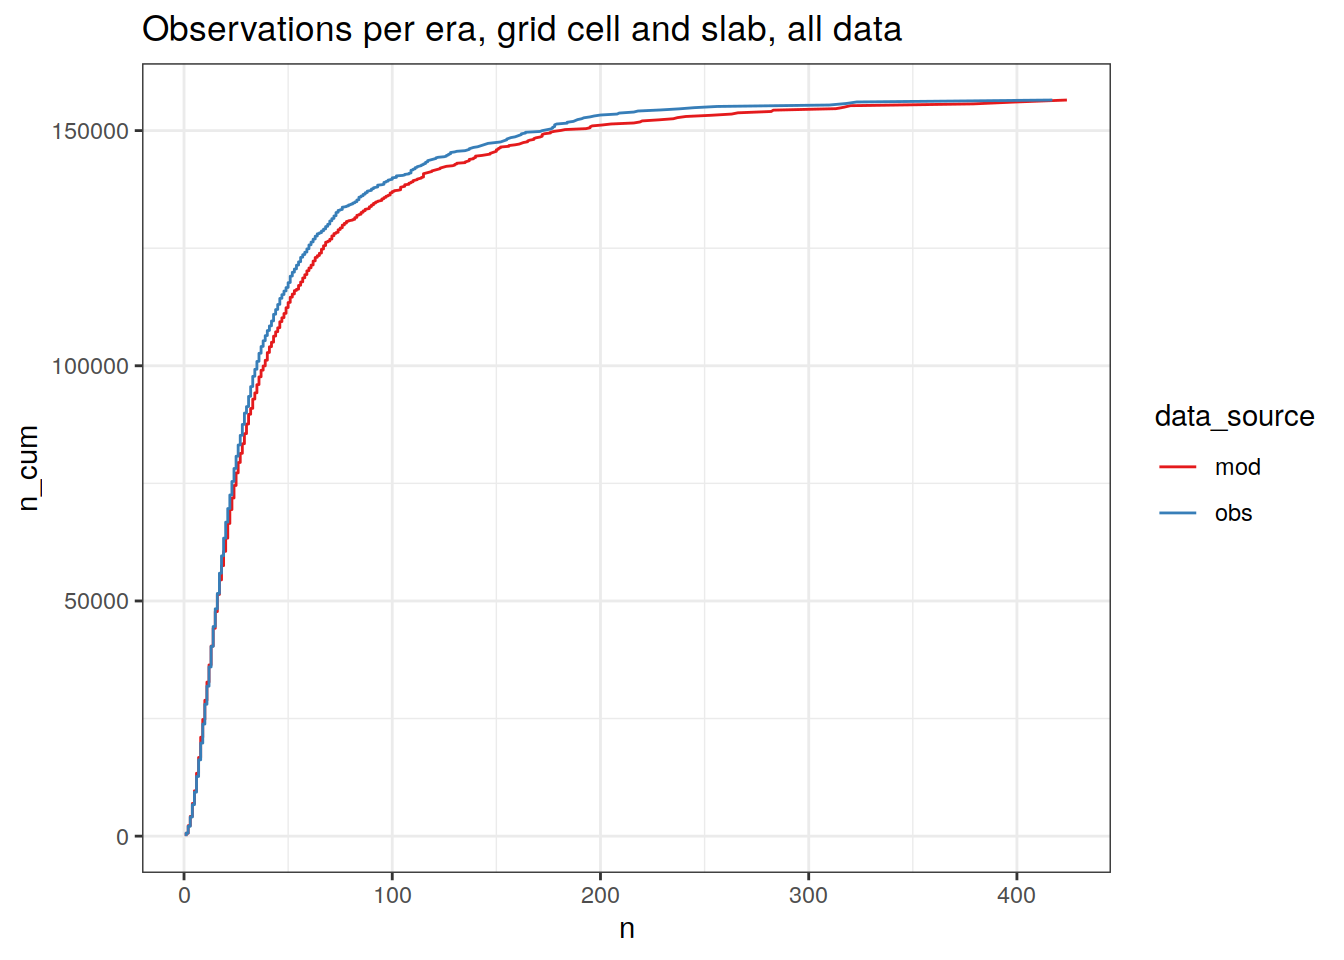 Observations per era, grid cell and slab, all data
n_cum
150000
100000
50000
0
0 100 200 300 400
n
data_source
mod
obs